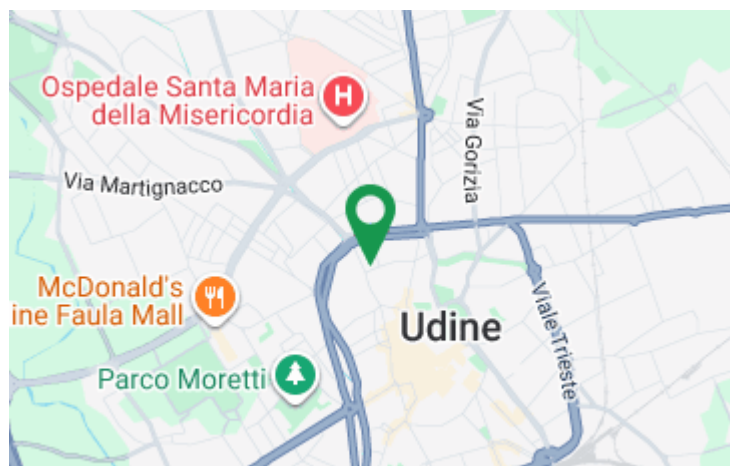 Ospedale Santa Maria
della Misericordia
H
Via Gorizia
Via Martignacco
McDonald's
ine Faula Mall
Udine
Viale Trieste
Parco Moretti